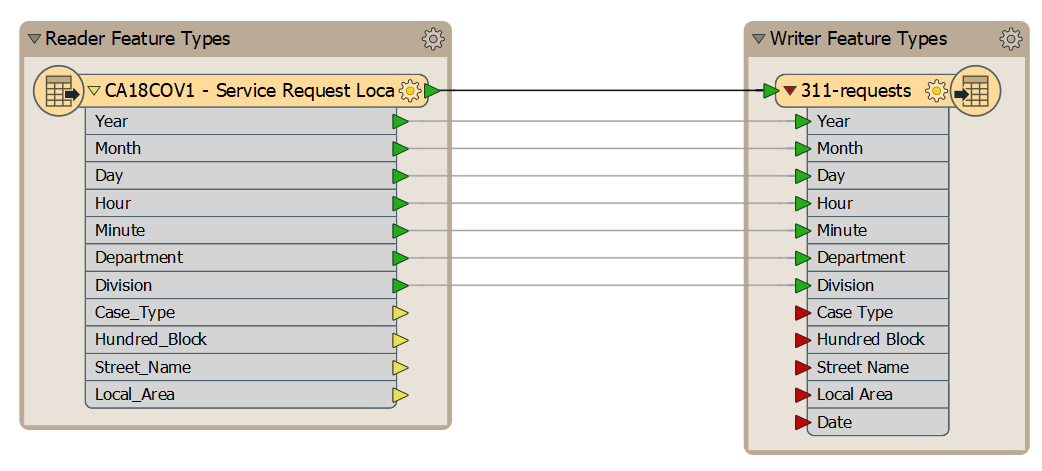 Reader Feature Types
CA18COV1 - Service Request Loca
Year
Month
Day
Hour
Minute
Department
Division
Case_Type
Hundred_Block
Street_Name
Local_Area
Writer Feature Types
311-requests
Year
Month
Day
Hour
Minute
Department
Division
Case Type
Hundred Block
Street Name
Local Area
Date